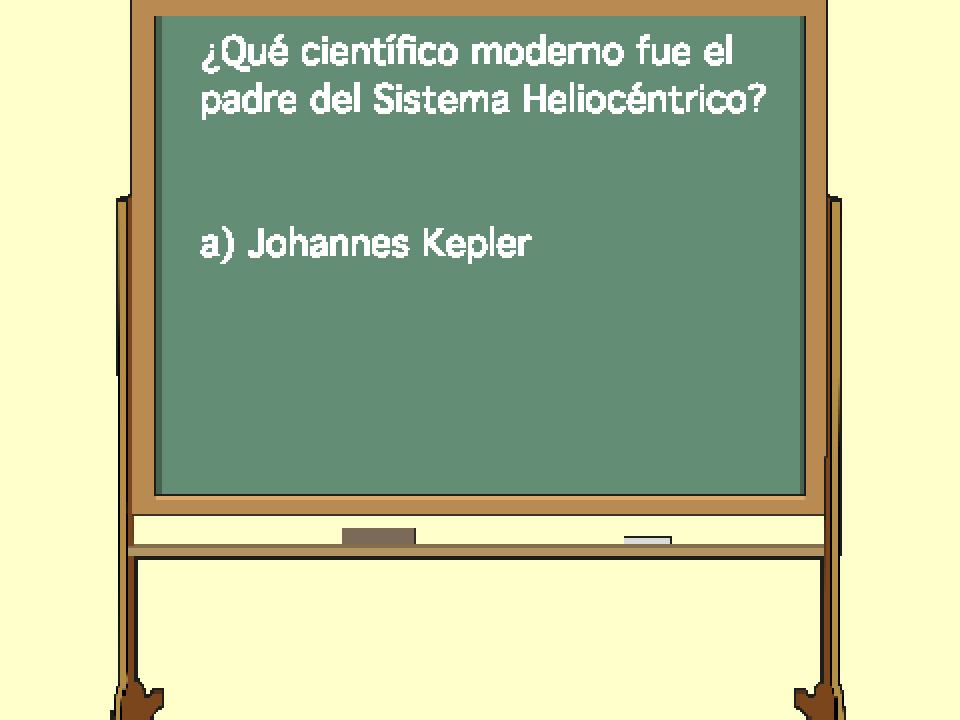 ¿Qué científico moderno fue el
padre del Sistema Heliocéntrico?
a) Johannes Kepler